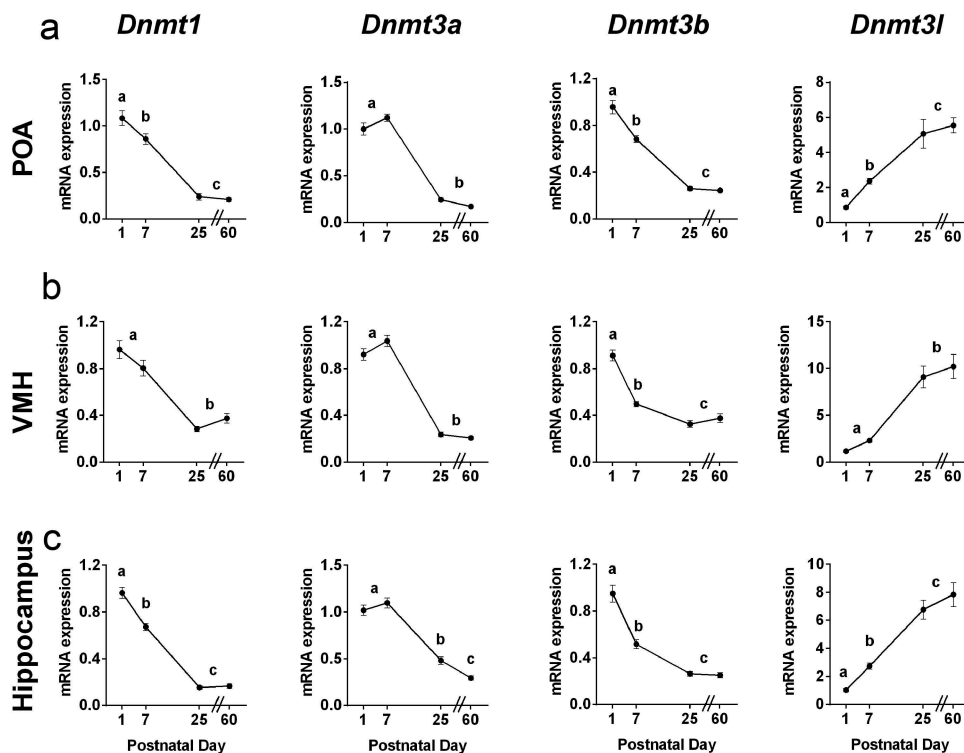 a
Dnmt1 Dnmt3a Dnmt3b Dnmt3l
POA
mRNA expression
1.5
1.0
0.5
0.0
a
b
c
1 7 25 60
mRNA expression
1.5
1.0
0.5
0.0
a
b
1 7 25 60
mRNA expression
1.2
0.8
0.4
0.0
a
b
c
1 7 25 60
mRNA expression
8
6
4
2
0
a
b
c
1 7 25 60
b
VMH
mRNA expression
1.2
0.8
0.4
0.0
a
b
1 7 25 60
mRNA expression
1.2
0.8
0.4
0.0
a
b
1 7 25 60
mRNA expression
1.2
0.8
0.4
0.0
a
b
c
1 7 25 60
mRNA expression
15
10
5
0
a
b
1 7 25 60
c
Hippocampus
mRNA expression
1.2
0.8
0.4
0.0
a
b
c
1 7 25 60
Postnatal Day
mRNA expression
1.5
1.0
0.5
0.0
a
b
c
1 7 25 60
Postnatal Day
mRNA expression
1.2
0.8
0.4
0.0
a
b
c
1 7 25 60
Postnatal Day
mRNA expression
10
8
6
4
2
0
a
b
c
1 7 25 60
Postnatal Day